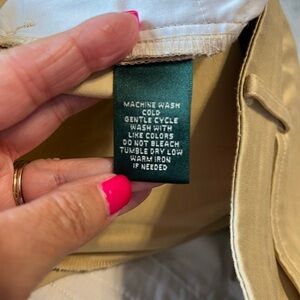 MACHINE WASH
COLD
GENTLE CYCLE
WASH WITH
LIKE COLORS
DO NOT BLEACH
TUMBLE DRY LOW
WARM IRON
IF NEEDED